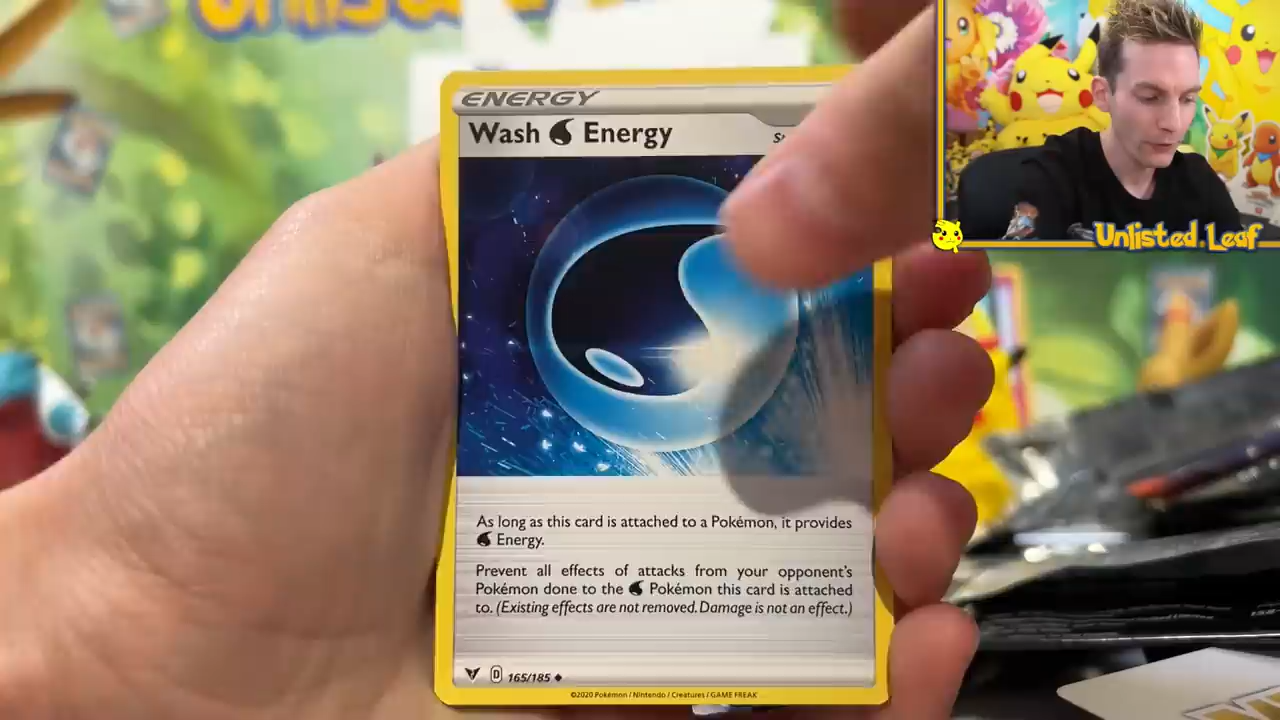 ENERGY
Wash Energy
As long as this card is attached to a Pokémon, it provides
Energy.
Prevent all effects of attacks from your opponent's
Pokémon done to the Pokémon this card is attached
to. (Existing effects are not removed. Damage is not an effect.)
D 165/185
©2020 Pokémon / Nintendo / Creatures / GAME FREAK
Unlisted Leaf